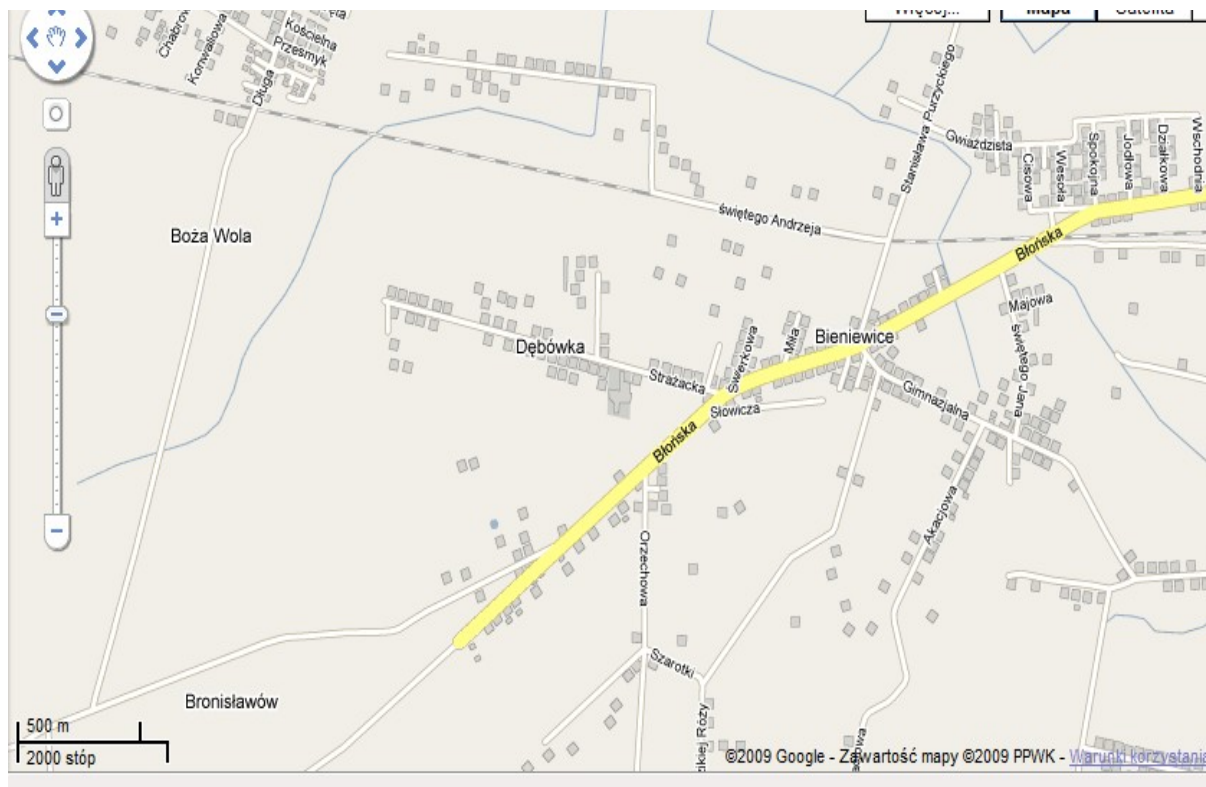 Więcej...
Mapa
Satelita
Chabrowa
Konwaliowa
Kościelna
Przesmyk
Długa
Stanisława Purzyckiego
Gwiaździsta
Cisowa
Wesoła
Spokojna
Jodłowa
Działkowa
Wschodnia
Boża Wola
świętego Andrzeja
Błońska
Majowa
świętego Jana
Bieniewice
Miła
Świerkowa
Dębówka
Strażacka
Słowicza
Gimnazjalna
Błońska
Akacjowa
Orzechowa
Szarotki
Bronisławów
500 m
2000 stóp
©2009 Google - Zawartość mapy ©2009 PPWK - Warunki korzystania